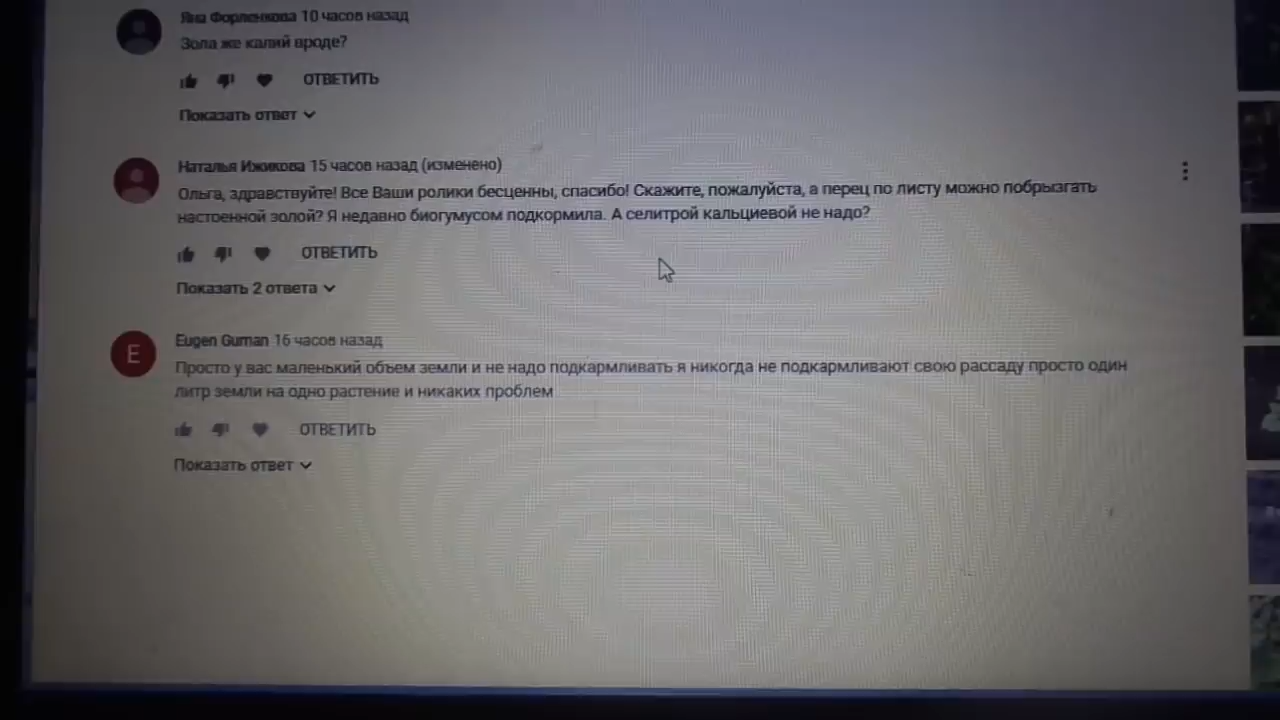 Яна Форленкова 10 часов назад
Зола же калий вроде?
ОТВЕТИТЬ
Показать ответ
Наталья Ижикова 15 часов назад (изменено)
Ольга, здравствуйте! Все Ваши ролики бесценны, спасибо! Скажите, пожалуйста, а перец по листу можно побрызгать
настоенной золой? Я недавно биогумусом подкормила. А селитрой кальциевой не надо?
ОТВЕТИТЬ
Показать 2 ответа
E
Eugen Guman 16 часов назад
Просто у вас маленький объем земли и не надо подкармливать я никогда не подкармливают свою рассаду просто один
литр земли на одно растение и никаких проблем
ОТВЕТИТЬ
Показать ответ